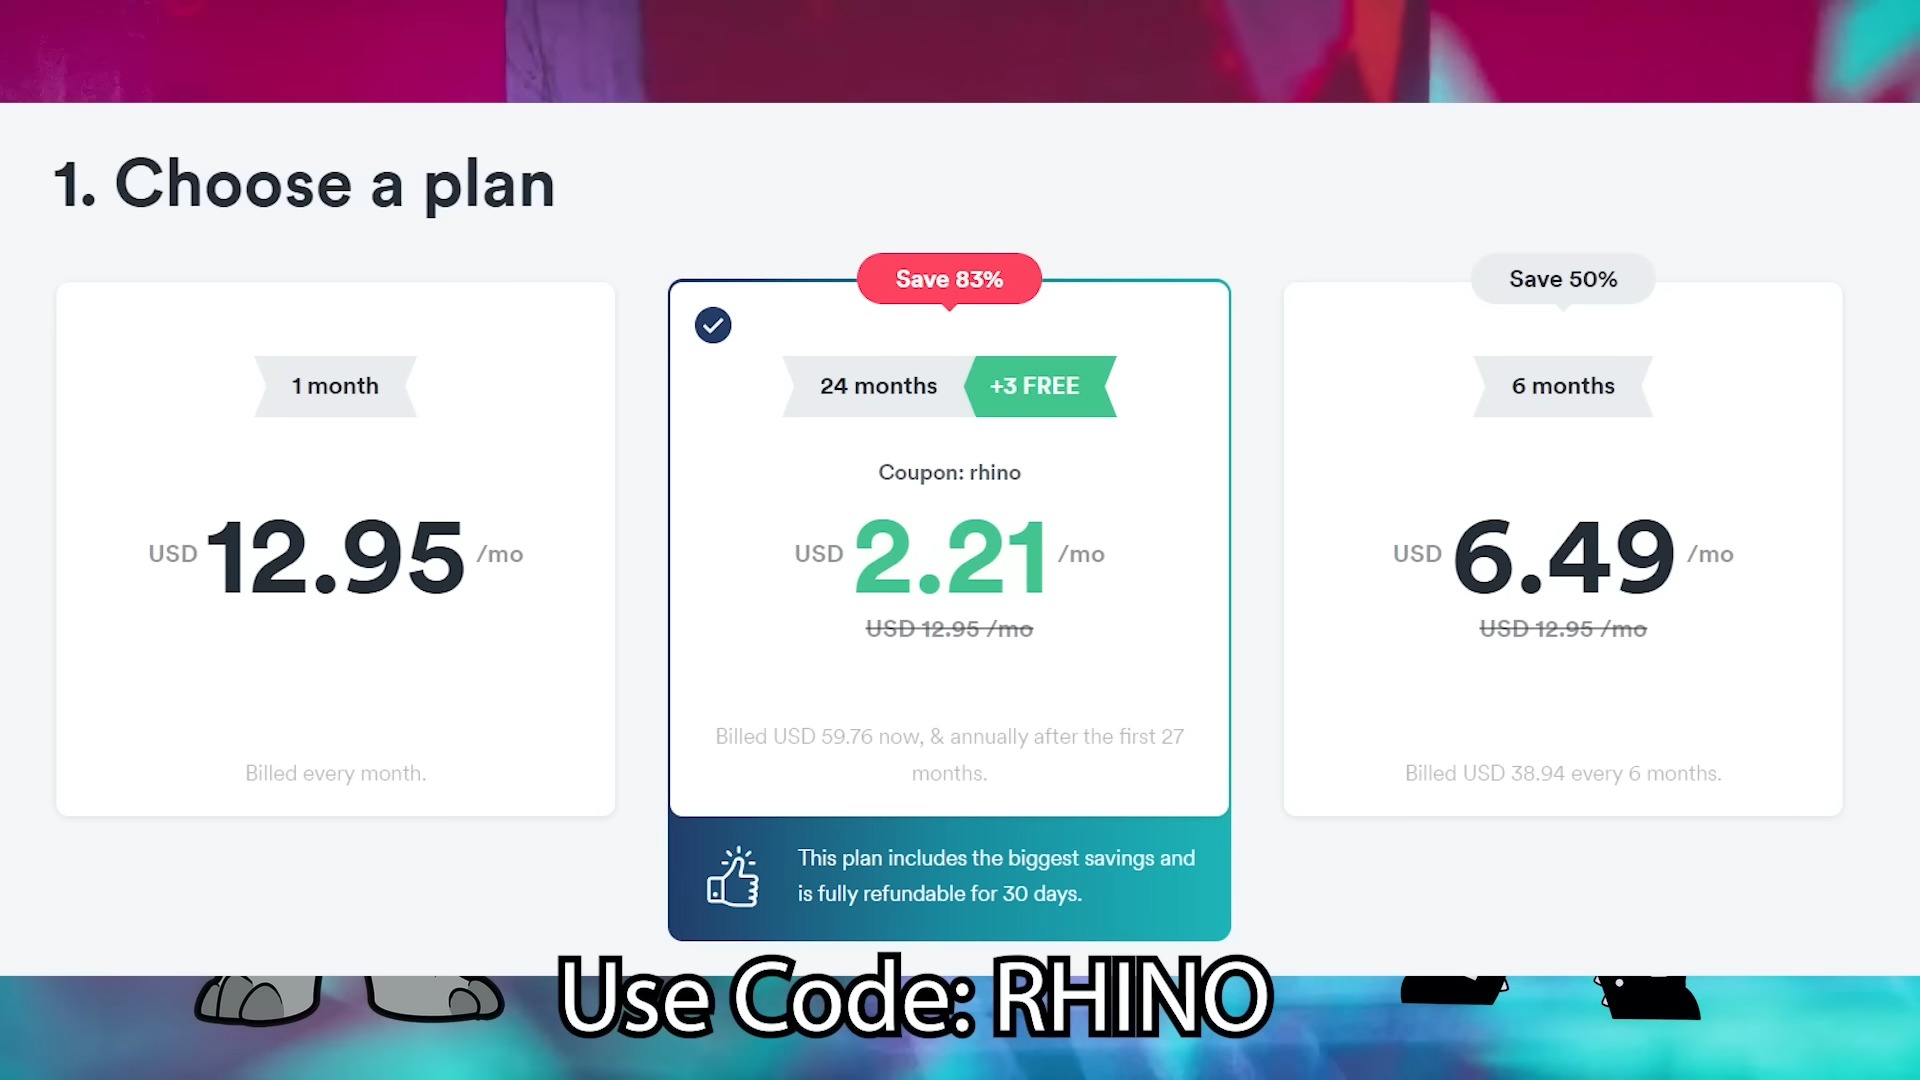 1. Choose a plan
1 month
USD 12.95 /mo
Billed every month.
Save 83%
24 months +3 FREE
Coupon: rhino
USD 2.21 /mo
USD 12.95 /mo
Billed USD 59.76 now, & annually after the first 27
months.
This plan includes the biggest savings and
is fully refundable for 30 days.
Save 50%
6 months
USD 6.49 /mo
USD 12.95 /mo
Billed USD 38.94 every 6 months.
Use Code: RHINO